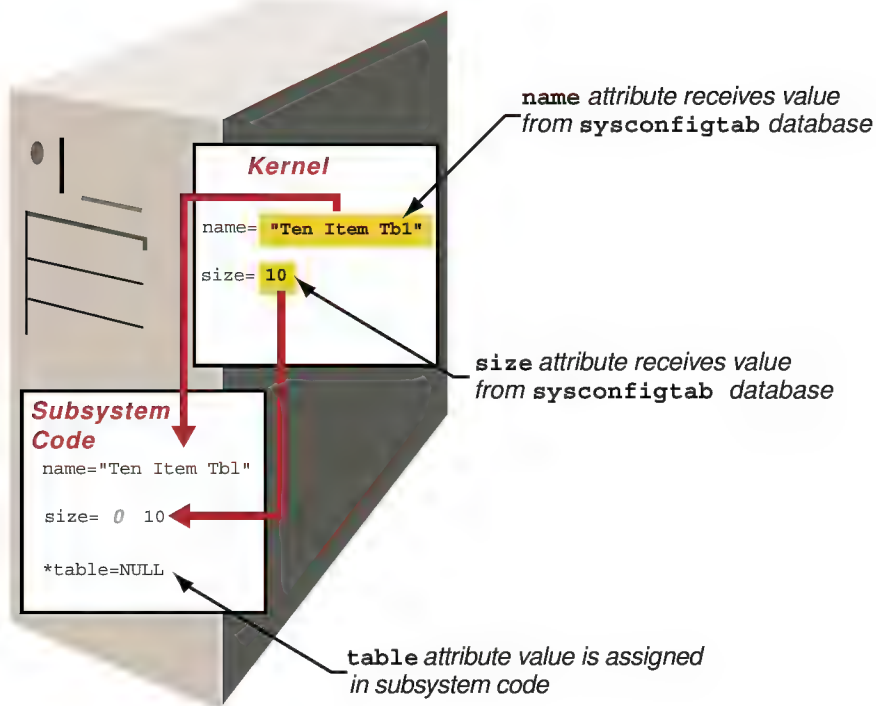 name attribute receives value
from sysconfigtab database
Kernel
name= "Ten Item Tbl"
size= 10
size attribute receives value
from sysconfigtab database
Subsystem
Code
name="Ten Item Tbl"
size= 0 10
*table=NULL
table attribute value is assigned
in subsystem code